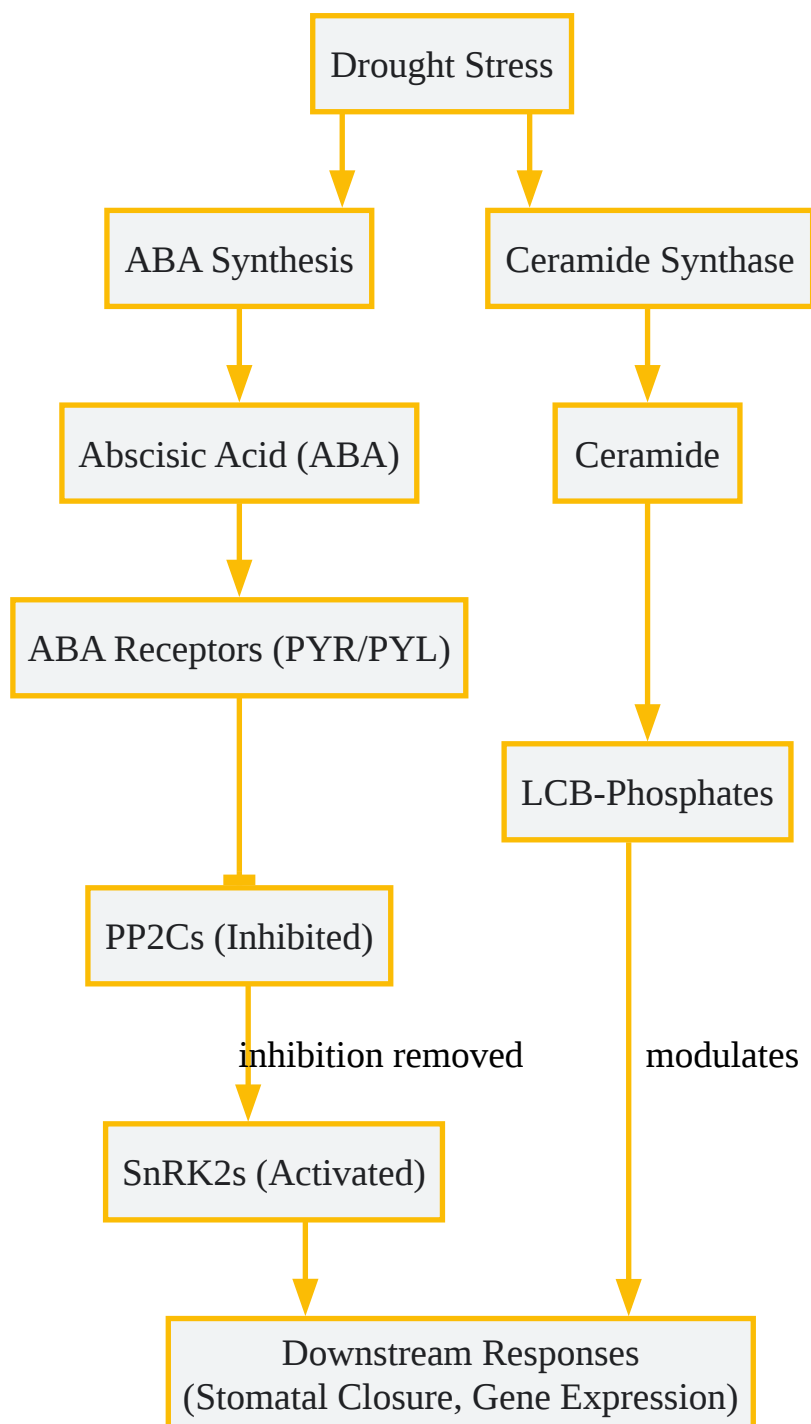 Drought Stress
ABA Synthesis
Ceramide Synthase
Abscisic Acid (ABA)
Ceramide
ABA Receptors (PYR/PYL)
LCB-Phosphates
PP2Cs (Inhibited)
inhibition removed
modulates
SnRK2s (Activated)
Downstream Responses
(Stomatal Closure, Gene Expression)